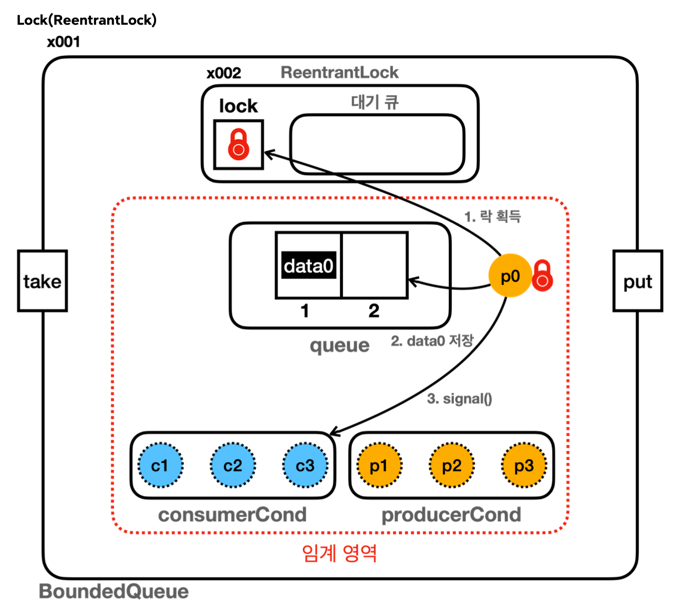 Lock(ReentrantLock)
x001
x002
ReentrantLock
lock
대기 큐
1. 락 획득
take
data0
1
2
queue
p0
put
2. data0 저장
3. signal()
c1
c2
c3
p1
p2
p3
consumerCond
producerCond
임계 영역
BoundedQueue